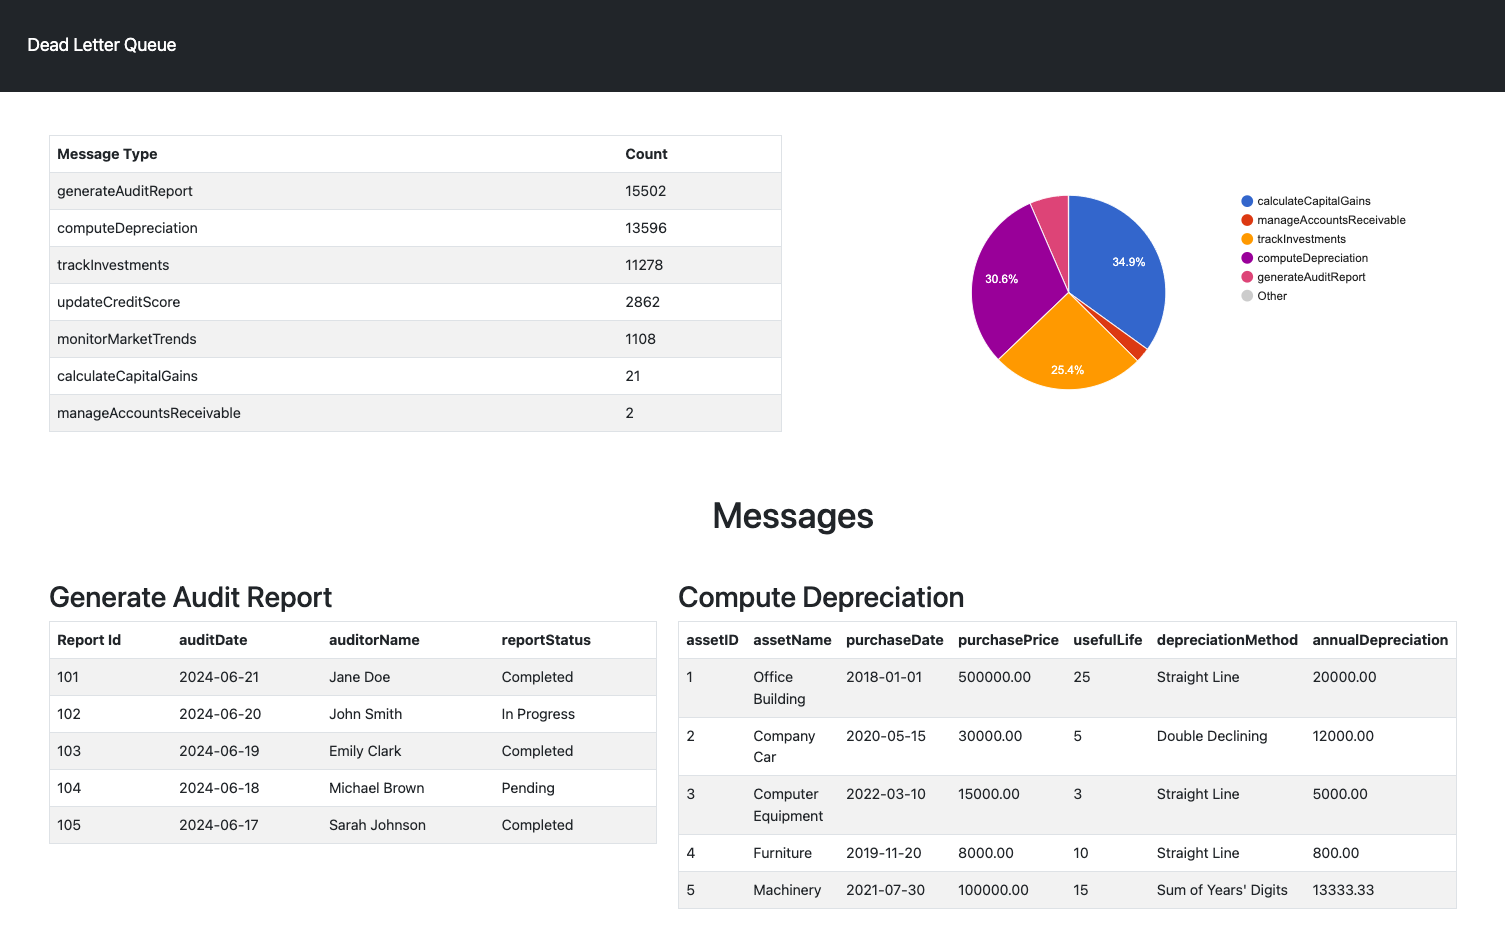 Dead Letter Queue
Message Type Count
generateAuditReport 15502
computeDepreciation 13596
trackInvestments 11278
updateCreditScore 2862
monitorMarketTrends 1108
calculateCapitalGains 21
manageAccountsReceivable 2
34.9%
25.4%
30.6%
calculateCapitalGains
manageAccountsReceivable
trackInvestments
computeDepreciation
generateAuditReport
Other
Messages
Generate Audit Report
Report Id auditDate auditorName reportStatus
101 2024-06-21 Jane Doe Completed
102 2024-06-20 John Smith In Progress
103 2024-06-19 Emily Clark Completed
104 2024-06-18 Michael Brown Pending
105 2024-06-17 Sarah Johnson Completed
Compute Depreciation
assetID assetName purchaseDate purchasePrice usefulLife depreciationMethod annualDepreciation
1 Office 2018-01-01 500000.00 25 Straight Line 20000.00
Building
2 Company 2020-05-15 30000.00 5 Double Declining 12000.00
Car
3 Computer 2022-03-10 15000.00 3 Straight Line 5000.00
Equipment
4 Furniture 2019-11-20 8000.00 10 Straight Line 800.00
5 Machinery 2021-07-30 100000.00 15 Sum of Years' Digits 13333.33